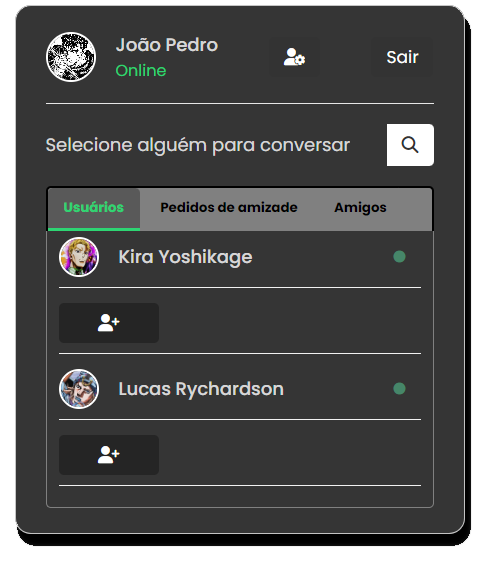 João Pedro
Online
Sair
Selecione alguém para conversar
Usuários Pedidos de amizade Amigos
Kira Yoshikage
Lucas Rychardson